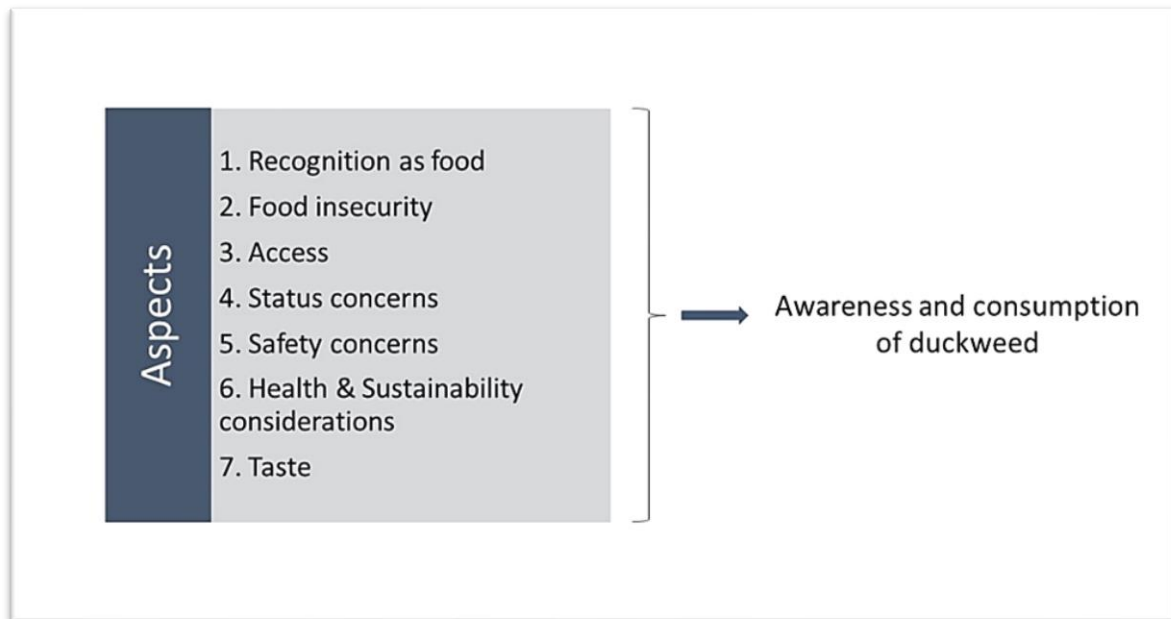 Aspects
1. Recognition as food
2. Food insecurity
3. Access
4. Status concerns
5. Safety concerns
6. Health & Sustainability
considerations
7. Taste
Awareness and consumption
of duckweed